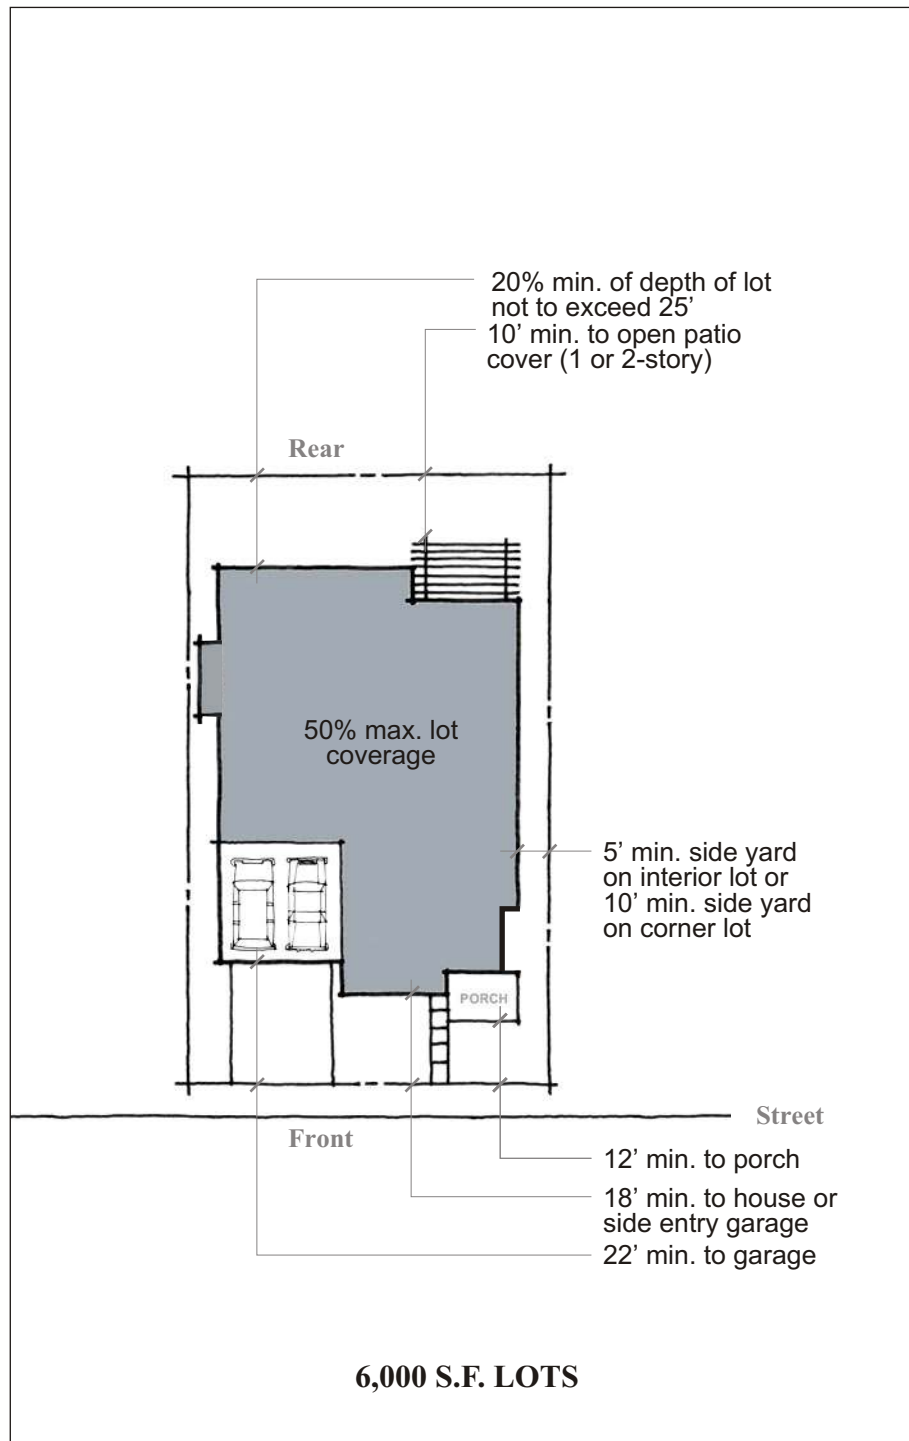 20% min. of depth of lot
not to exceed 25’
10’ min. to open patio
cover (1 or 2-story)
Rear
50% max. lot
coverage
5’ min. side yard
on interior lot or
10’ min. side yard
on corner lot
PORCH
Street
Front
12’ min. to porch
18’ min. to house or
side entry garage
22’ min. to garage
6,000 S.F. LOTS